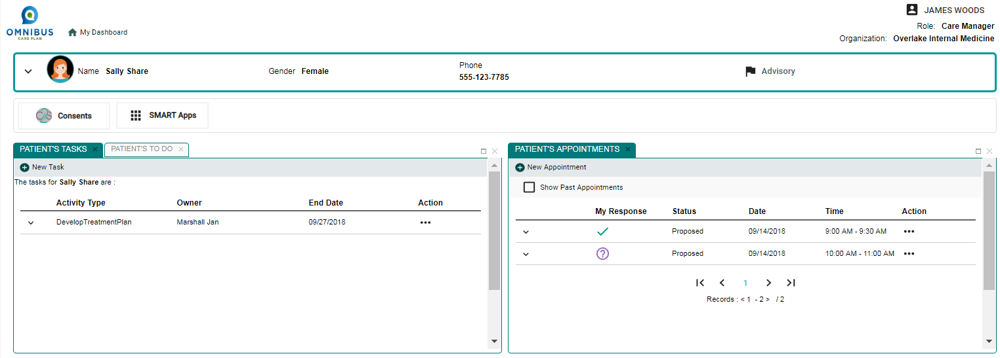 JAMES WOODS
OMNIBUS
CARE PLAN
My Dashboard
Role: Care Manager
Organization: Overlake Internal Medicine
Name Sally Share Gender Female Phone 555-123-7785 Advisory
Consents SMART Apps
PATIENT'S TASKS × PATIENT'S TO DO ×
New Task
The tasks for Sally Share are :
Activity Type Owner End Date Action
DevelopTreatmentPlan Marshall Jan 09/27/2018 •••
PATIENT'S APPOINTMENTS ×
New Appointment
Show Past Appointments
My Response Status Date Time Action
Proposed 09/14/2018 9:00 AM - 9:30 AM •••
Proposed 09/14/2018 10:00 AM - 11:00 AM •••
1
Records : < 1 - 2 > / 2